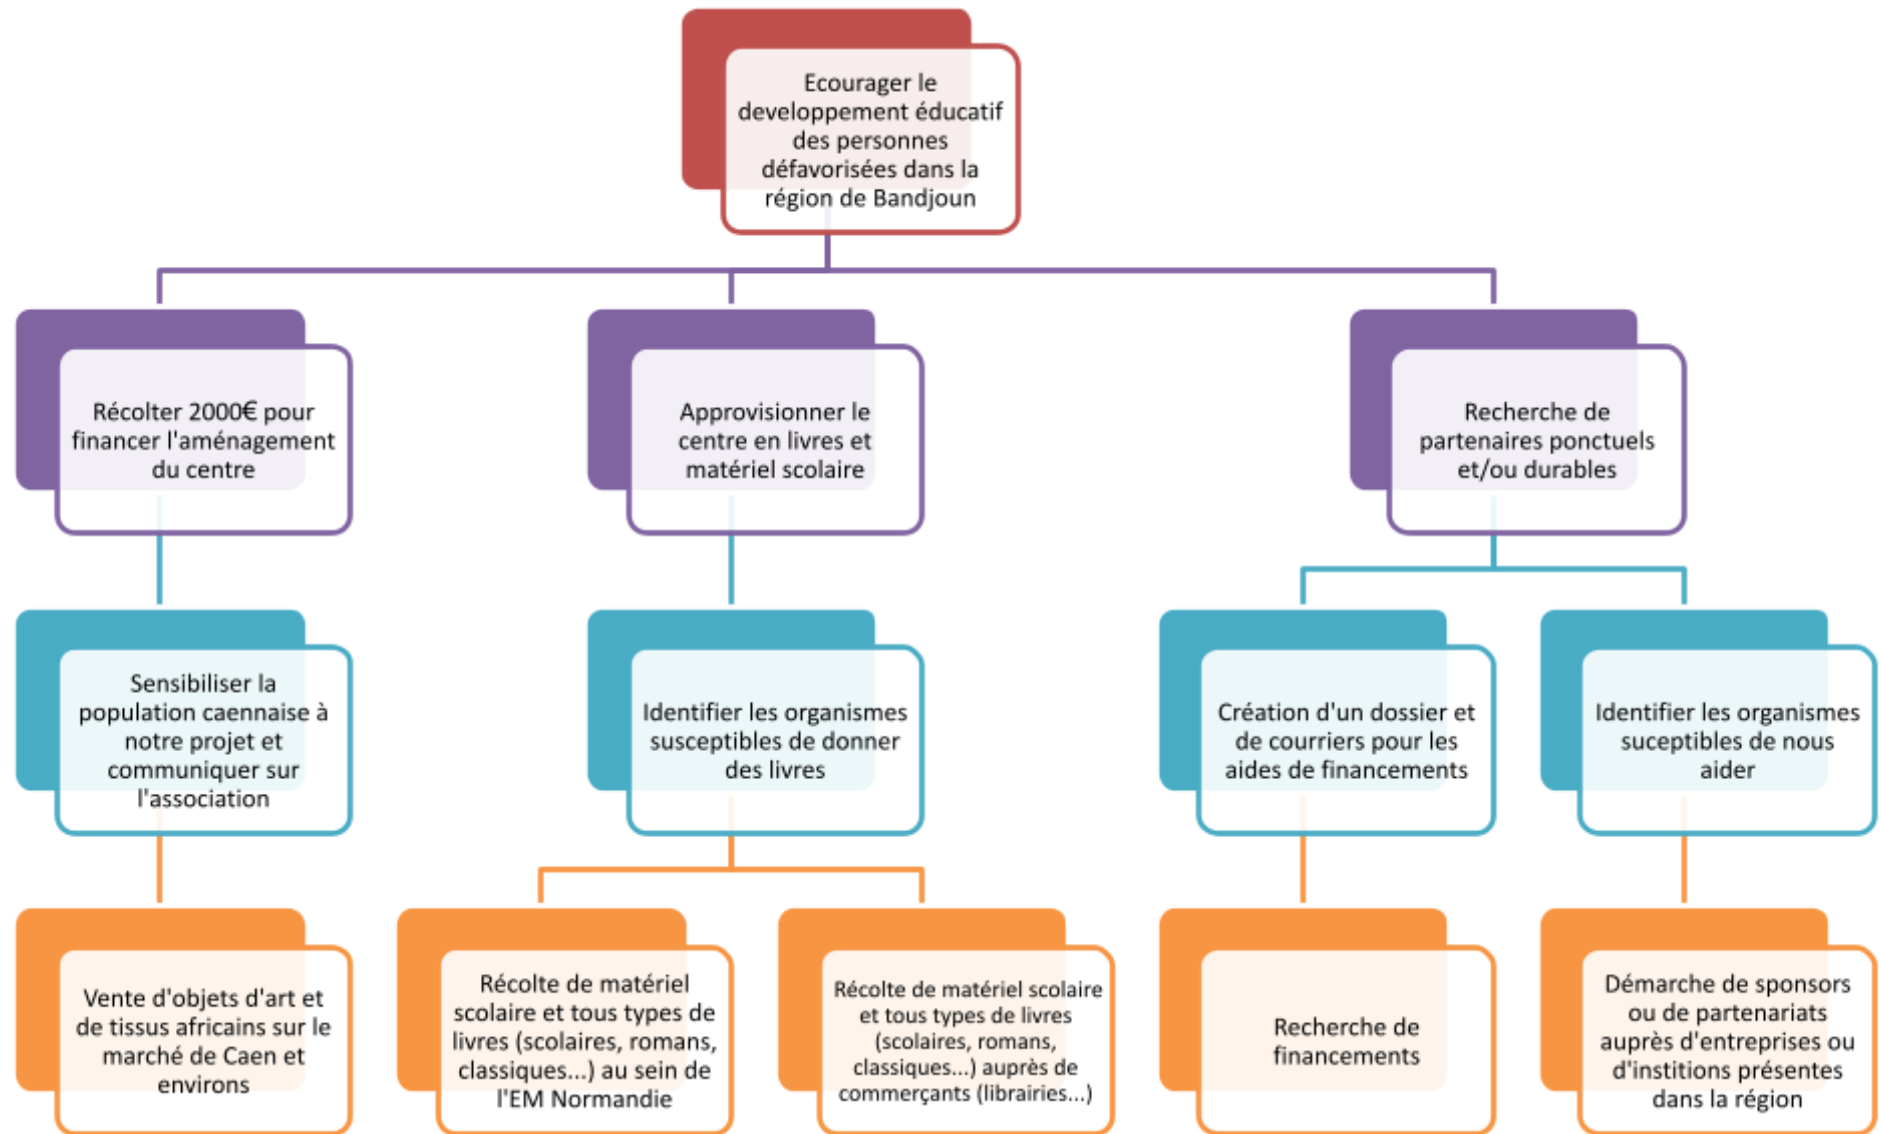 Ecourager le
developpement éducatif
des personnes
défavorisées dans la
région de Bandjoun
Récolter 2000€ pour
financer l'aménagement
du centre
Approvisionner le
centre en livres et
matériel scolaire
Recherche de
partenaires ponctuels
et/ou durables
Sensibiliser la
population caennaise à
notre projet et
communiquer sur
l'association
Identifier les organismes
susceptibles de donner
des livres
Création d'un dossier et
de courriers pour les
aides de financements
Identifier les organismes
suceptibles de nous
aider
Vente d'objets d'art et
de tissus africains sur le
marché de Caen et
environs
Récolte de matériel
scolaire et tous types de
livres (scolaires, romans,
classiques...) au sein de
l'EM Normandie
Récolte de matériel scolaire
et tous types de livres
(scolaires, romans,
classiques...) auprès de
commerçants (librairies...)
Recherche de
financements
Démarche de sponsors
ou de partenariats
auprès d'entreprises ou
d'institions présentes
dans la région